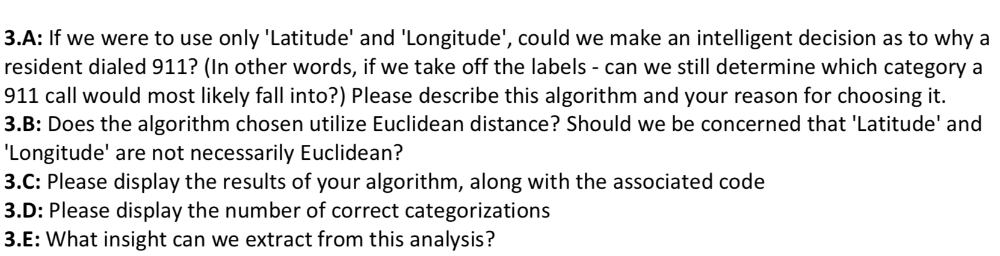 3.A: If we were to use only 'Latitude' and 'Longitude', could we make an intelligent decision as to why a
resident dialed 911? (In other words, if we take off the labels - can we still determine which category a
911 call would most likely fall into?) Please describe this algorithm and your reason for choosing it.
3.B: Does the algorithm chosen utilize Euclidean distance? Should we be concerned that 'Latitude' and
'Longitude' are not necessarily Euclidean?
3.C: Please display the results of your algorithm, along with the associated code
3.D: Please display the number of correct categorizations
3.E: What insight can we extract from this analysis?